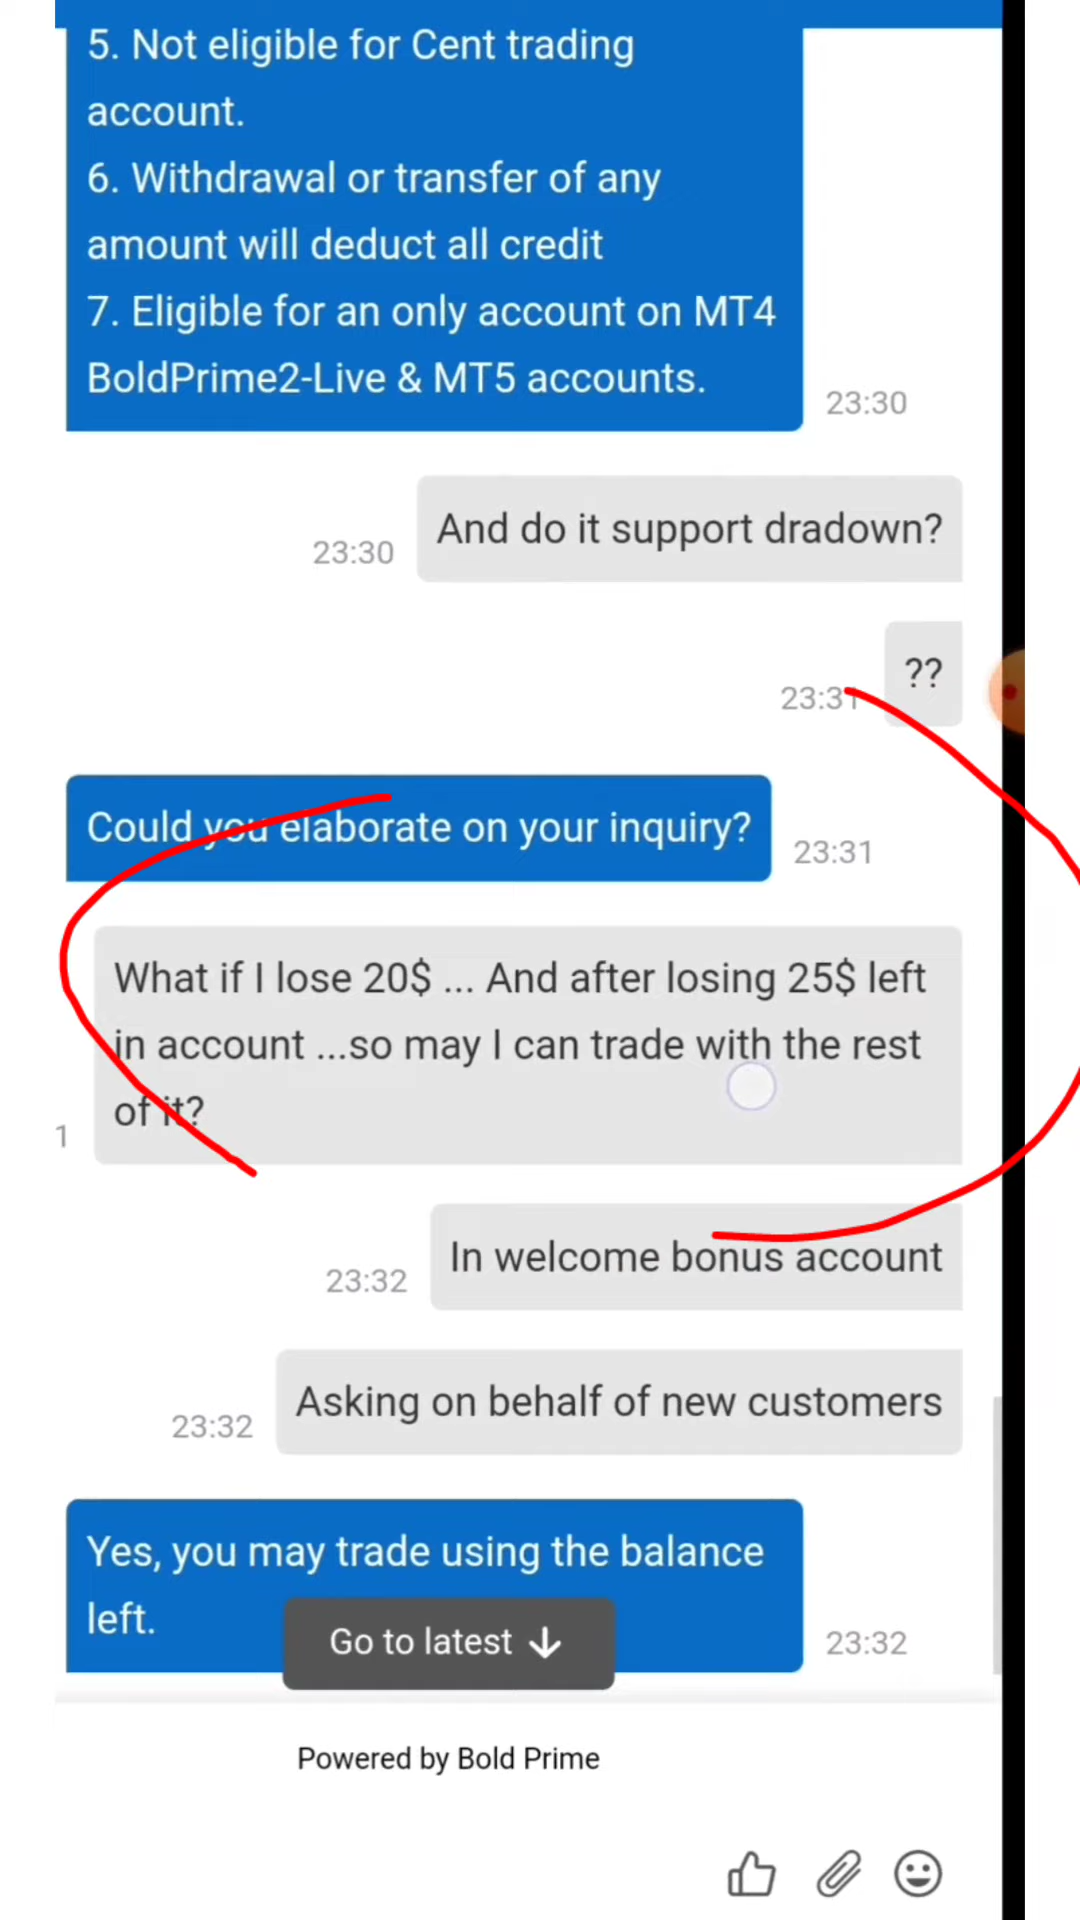 5. Not eligible for Cent trading
account.
6. Withdrawal or transfer of any
amount will deduct all credit
7. Eligible for an only account on MT4
BoldPrime2-Live & MT5 accounts.
23:30
And do it support dradown?
23:30
??
23:31
Could you elaborate on your inquiry?
23:31
What if I lose 20$ ... And after losing 25$ left
in account ...so may I can trade with the rest
of it?
1
In welcome bonus account
23:32
Asking on behalf of new customers
23:32
Yes, you may trade using the balance
left.
23:32
Go to latest ↓
Powered by Bold Prime